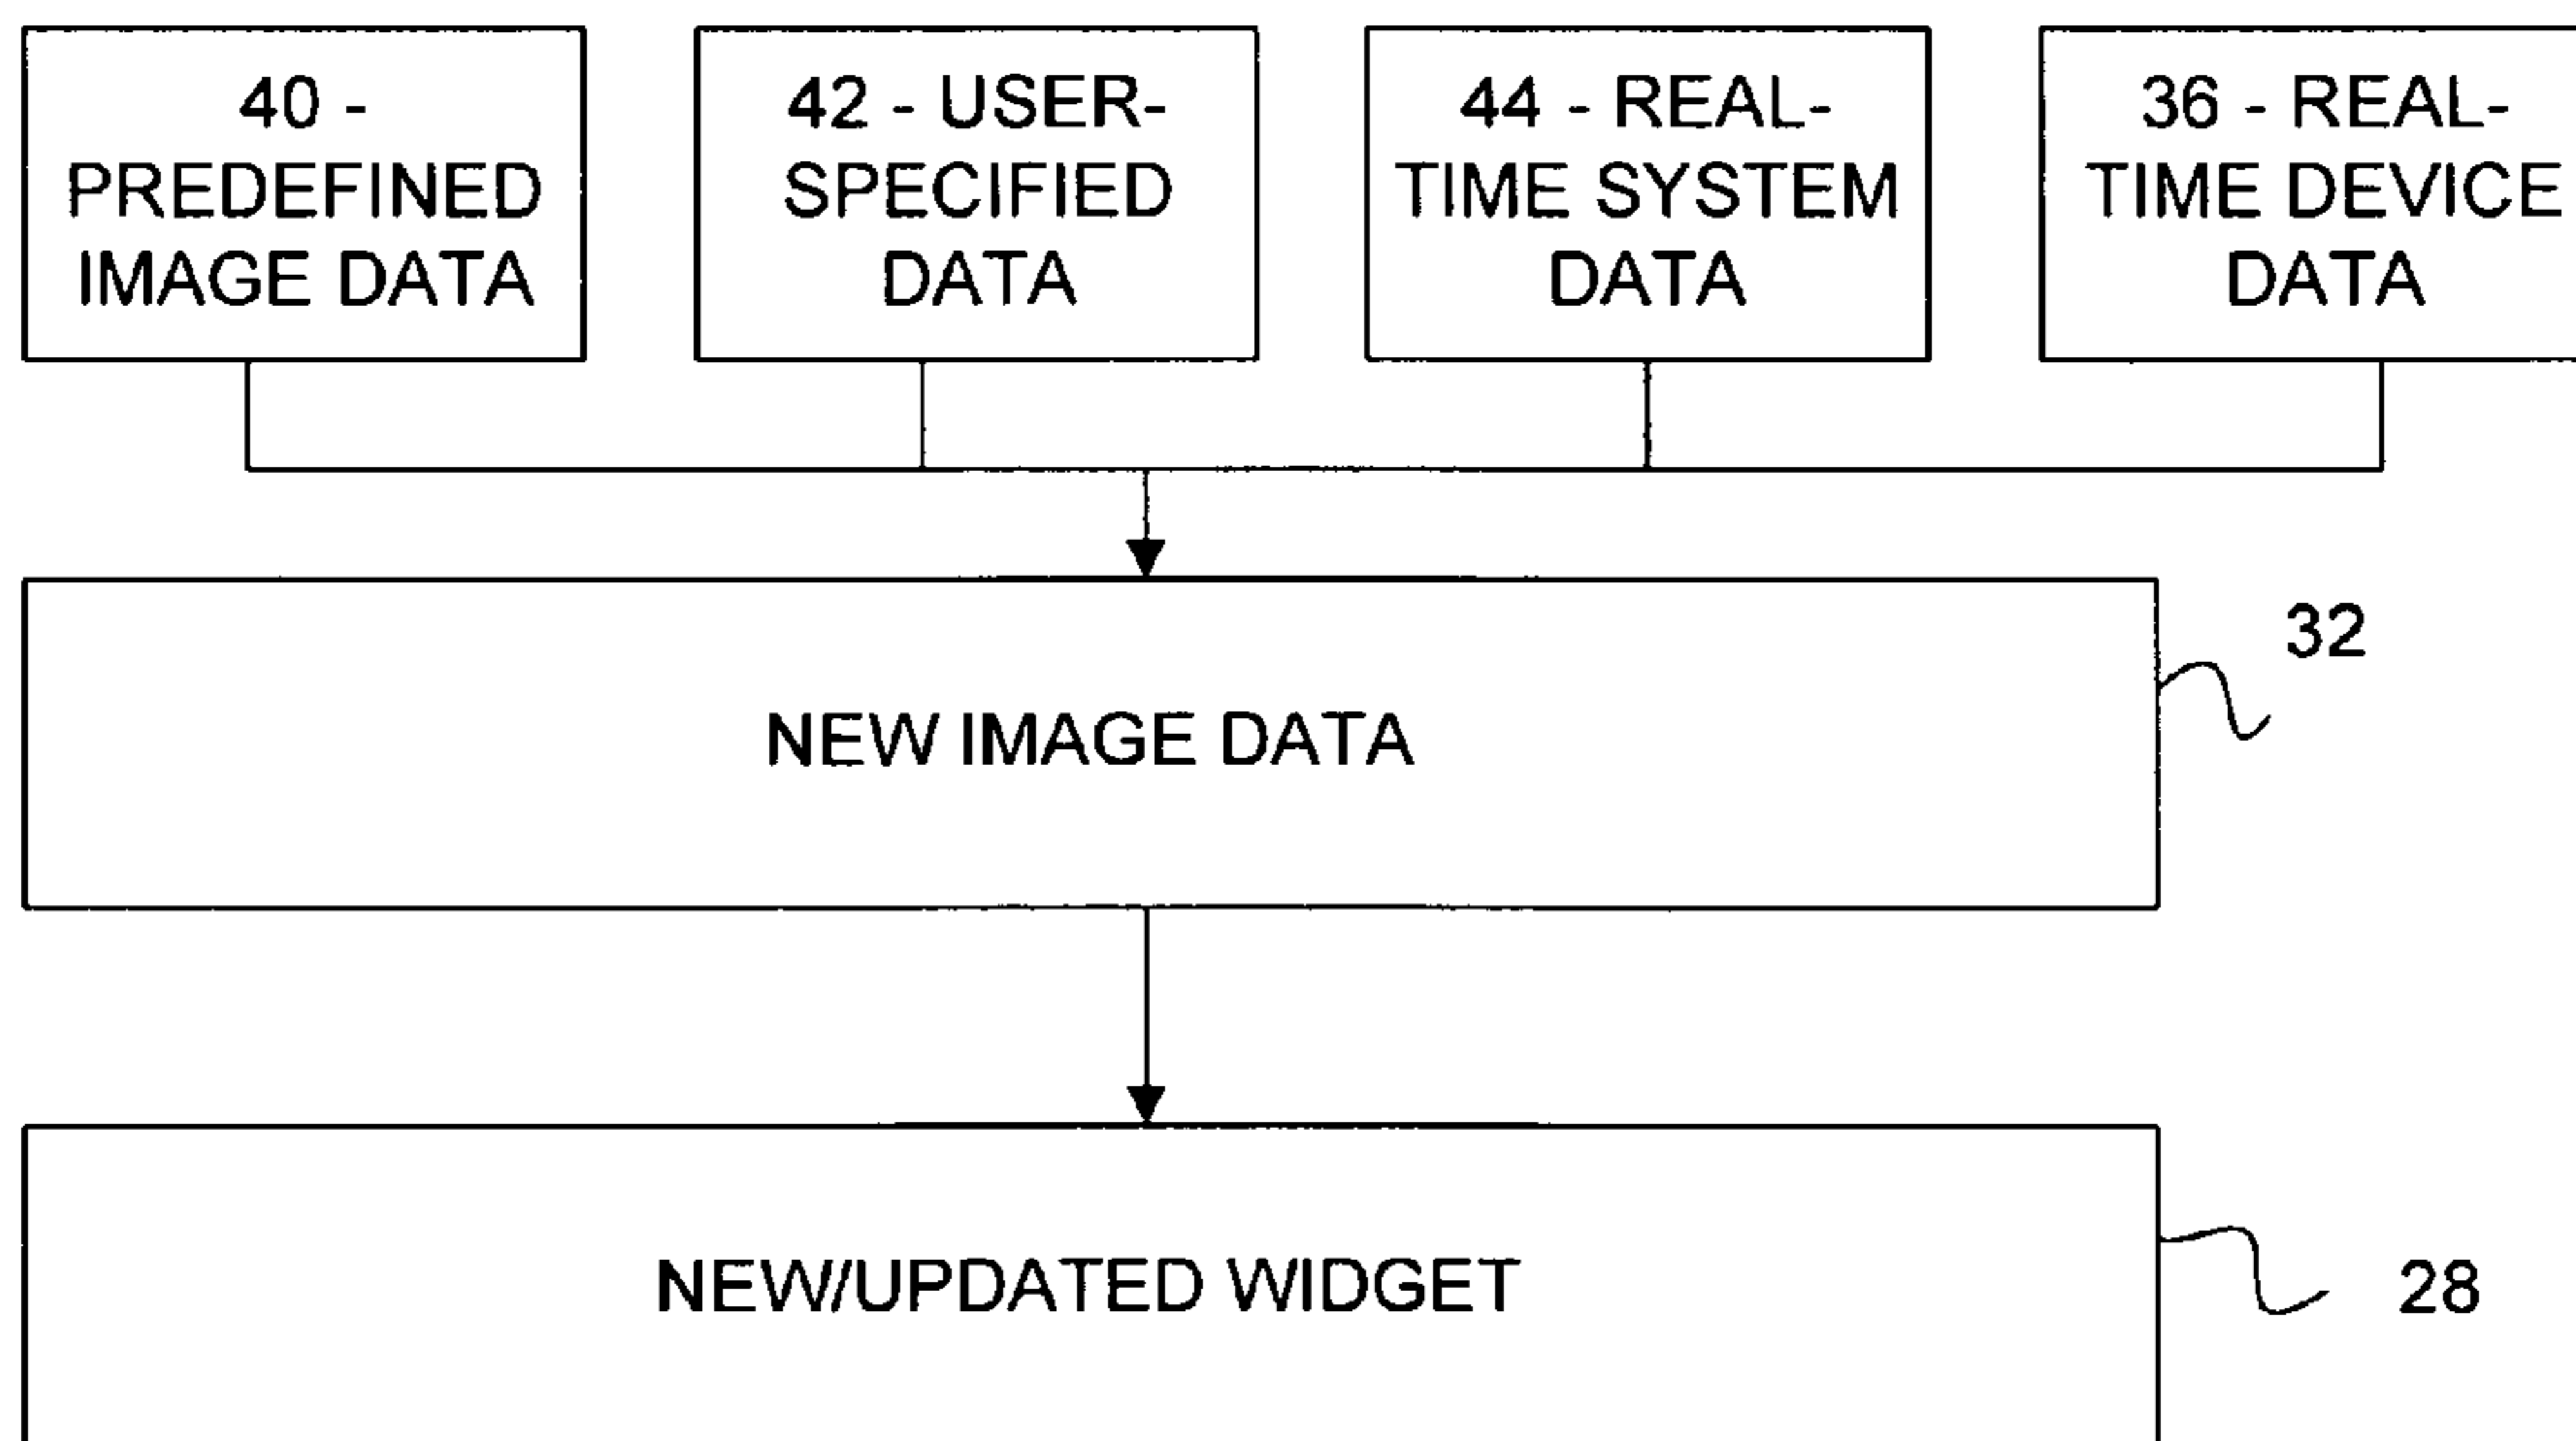 40 -
PREDEFINED
IMAGE DATA
42 - USER-
SPECIFIED
DATA
44 - REAL-
TIME SYSTEM
DATA
36 - REAL-
TIME DEVICE
DATA
32
NEW IMAGE DATA
NEW/UPDATED WIDGET
28